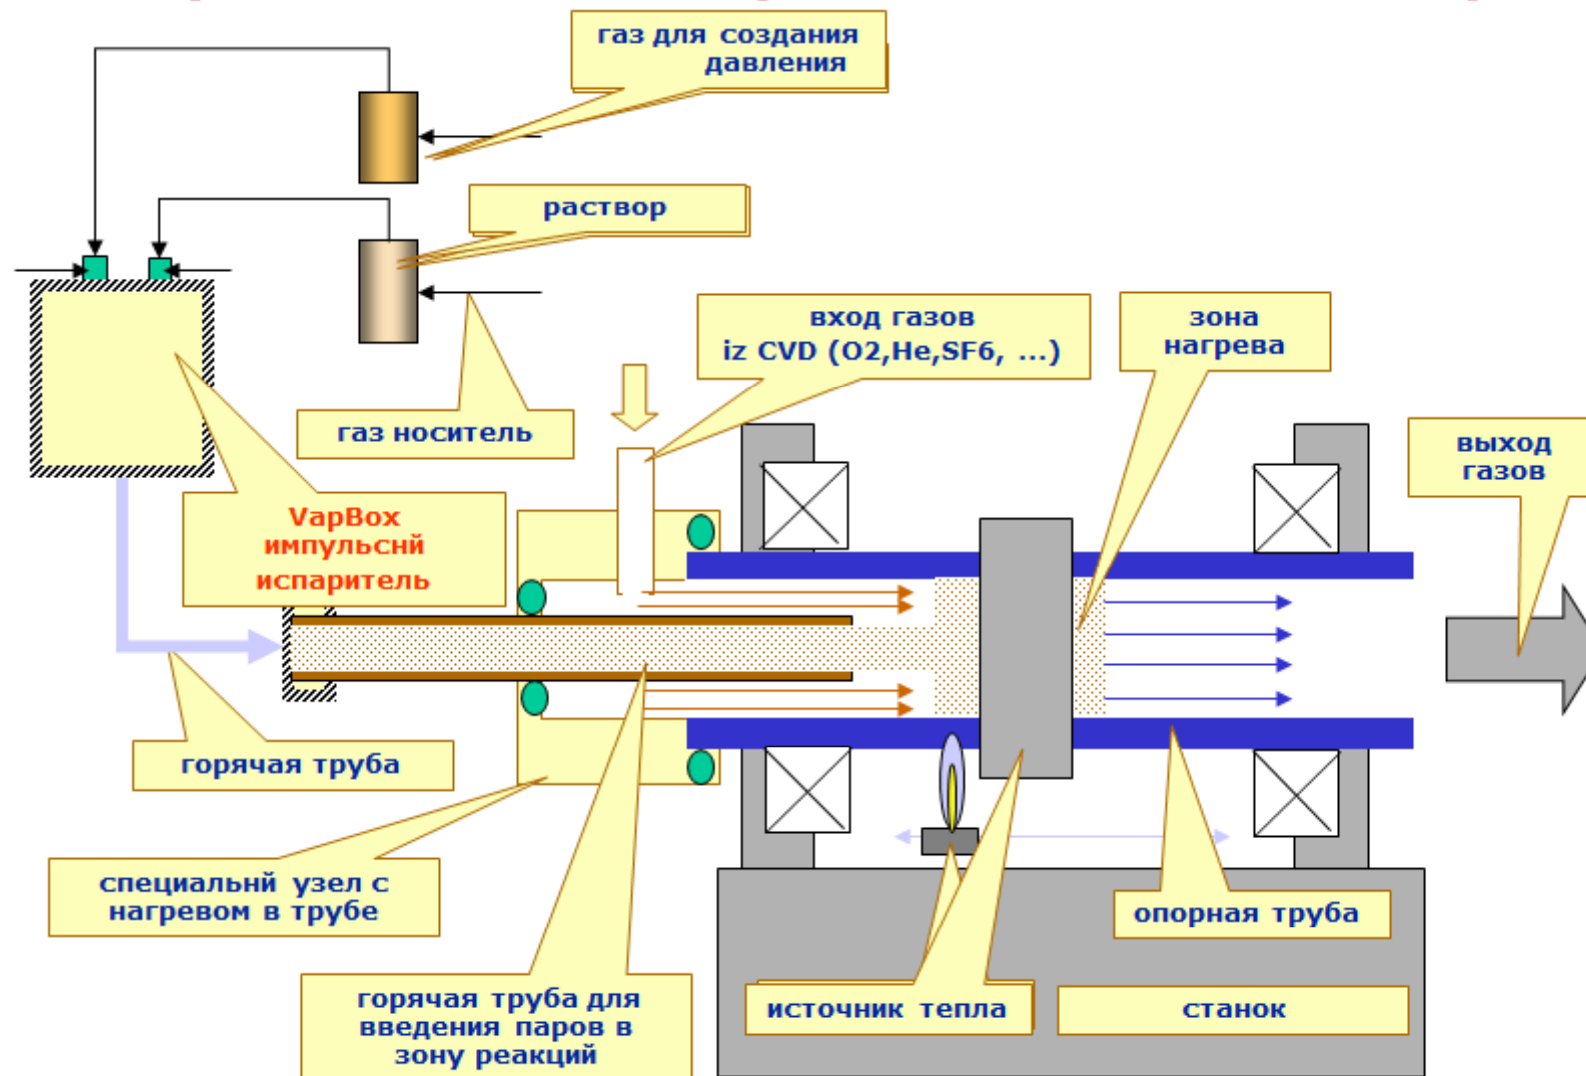 газ для создания
давления
раствор
вход газов
iz CVD (O2,He,SF6, ...)
зона
нагрева
газ носитель
выход
газов
VapBox
импульснй
испаритель
горячая труба
специальнй узел с
нагревом в трубе
опорная труба
горячая труба для
введения паров в
зону реакций
источник тепла
станок